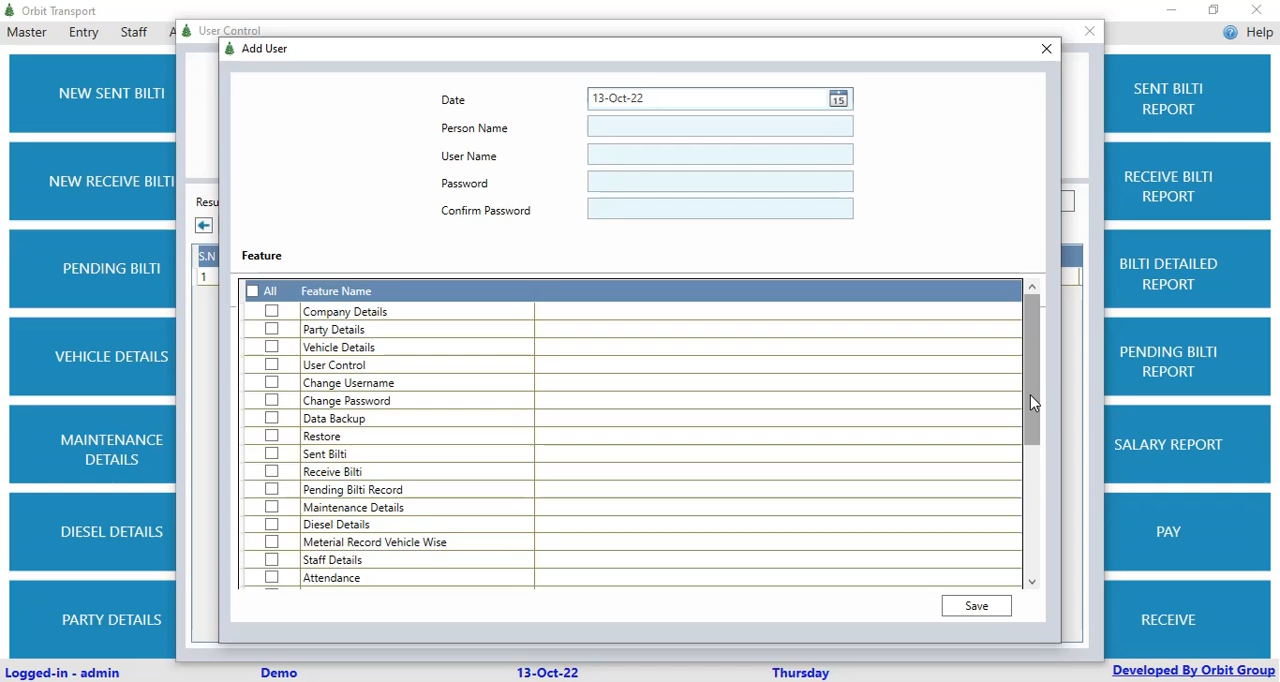 Orbit Transport
Master Entry Staff A
User Control
Help
Add User
NEW SENT BILTI
NEW RECEIVE BILTI
PENDING BILTI
VEHICLE DETAILS
MAINTENANCE
DETAILS
DIESEL DETAILS
PARTY DETAILS
Resu
S.N
1
Date 13-Oct-22 15
Person Name
User Name
Password
Confirm Password
Feature
All Feature Name
Company Details
Party Details
Vehicle Details
User Control
Change Username
Change Password
Data Backup
Restore
Sent Bilti
Receive Bilti
Pending Bilti Record
Maintenance Details
Diesel Details
Meterial Record Vehicle Wise
Staff Details
Attendance
Save
SENT BILTI
REPORT
RECEIVE BILTI
REPORT
BILTI DETAILED
REPORT
PENDING BILTI
REPORT
SALARY REPORT
PAY
RECEIVE
Logged-in - admin Demo 13-Oct-22 Thursday Developed By Orbit Group